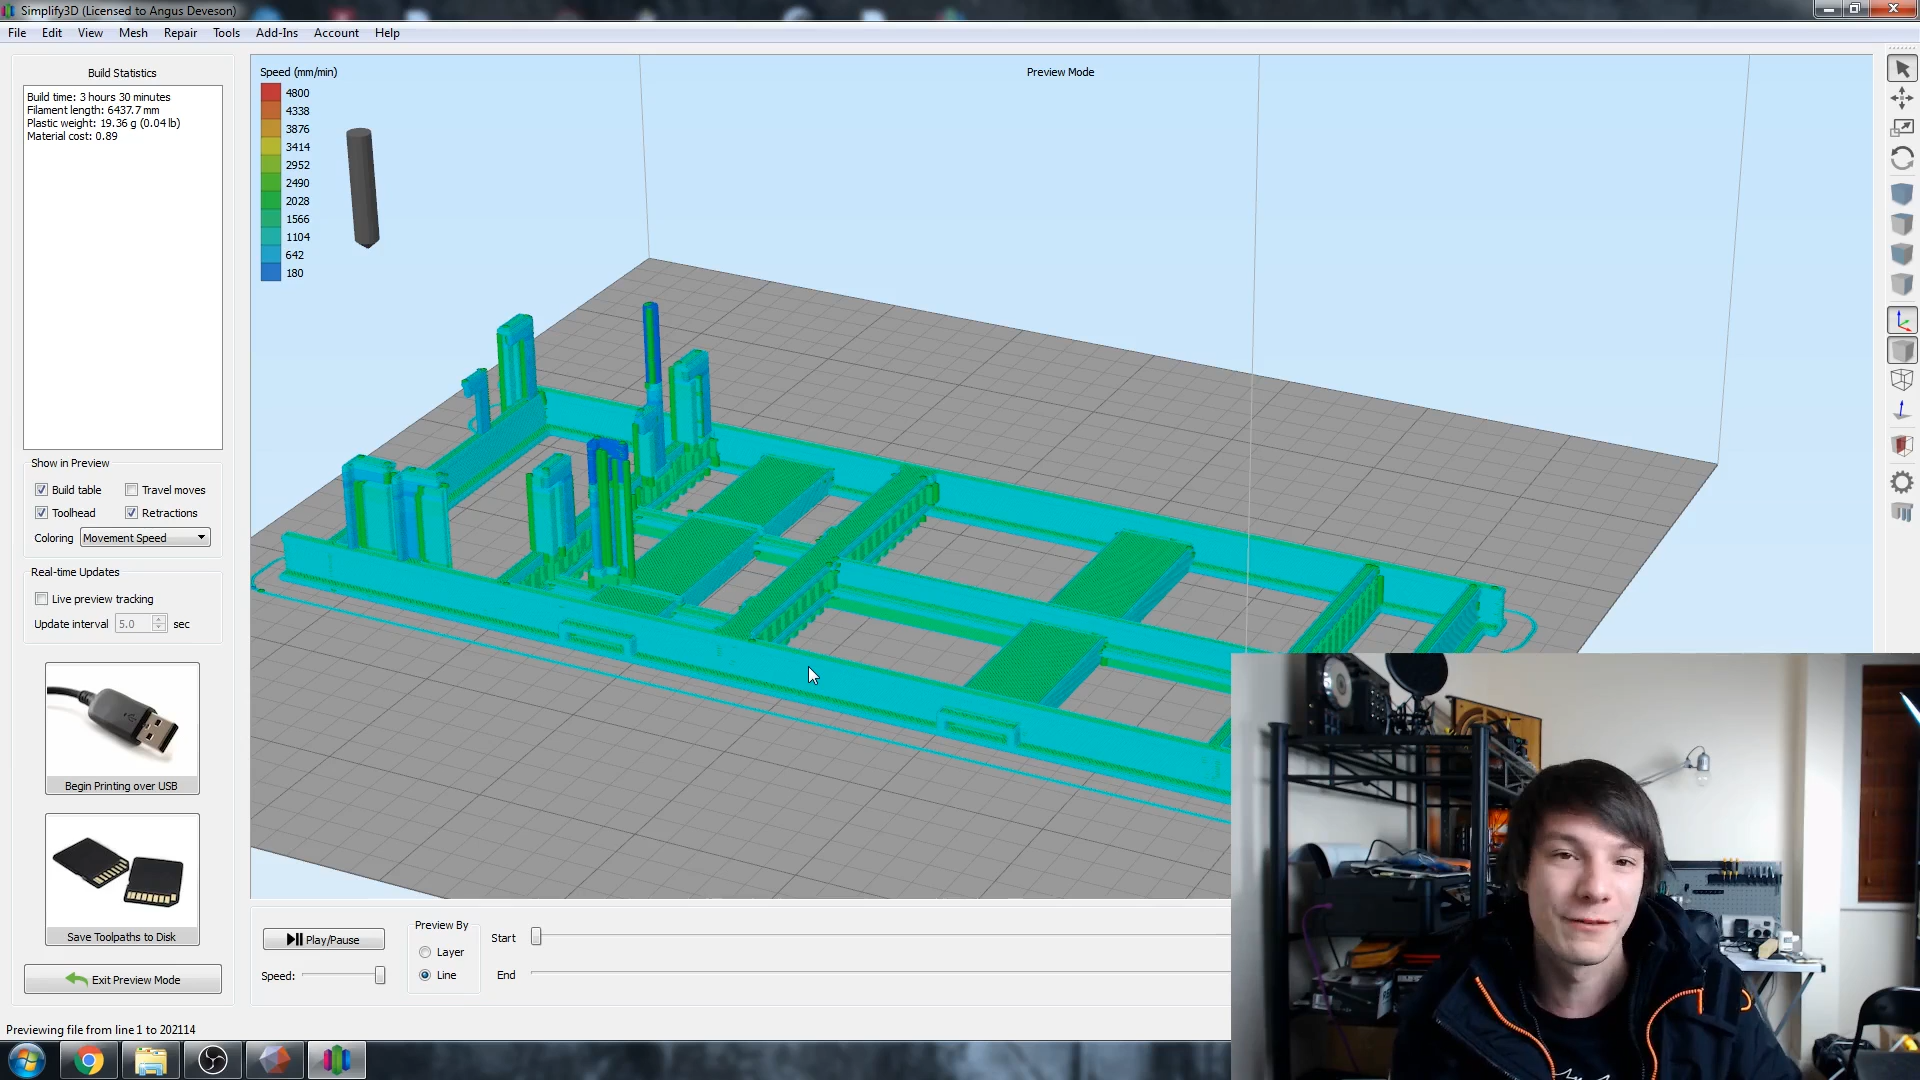 Simplify3D (Licensed to Angus Deveson)
File Edit View Mesh Repair Tools Add-Ins Account Help
Build Statistics
Build time: 3 hours 30 minutes
Filament length: 6437.7 mm
Plastic weight: 19.36 g (0.04 lb)
Material cost: 0.89
Show in Preview
Build table Travel moves
Toolhead Retractions
Coloring Movement Speed
Real-time Updates
Live preview tracking
Update interval 5.0 sec
Begin Printing over USB
Save Toolpaths to Disk
Exit Preview Mode
Previewing file from line 1 to 202114
Speed (mm/min)
4800
4338
3876
3414
2952
2490
2028
1566
1104
642
180
Preview Mode
Play/Pause
Speed:
Preview By
Layer
Line
Start
End